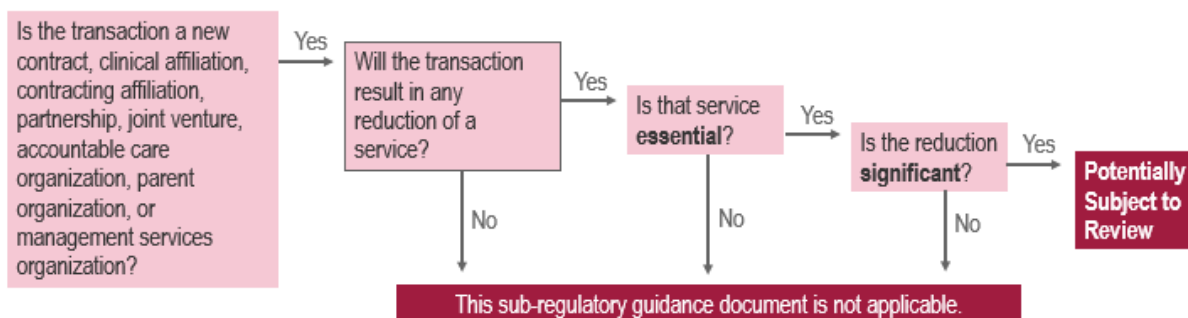 Is the transaction a new
contract, clinical affiliation,
contracting affiliation,
partnership, joint venture,
accountable care
organization, parent
organization, or
management services
organization?
Yes
Will the transaction
result in any
reduction of a
service?
Yes
Is that service
essential?
Yes
Is the reduction
significant?
Yes
Potentially
Subject to
Review
No
No
No
This sub-regulatory guidance document is not applicable.